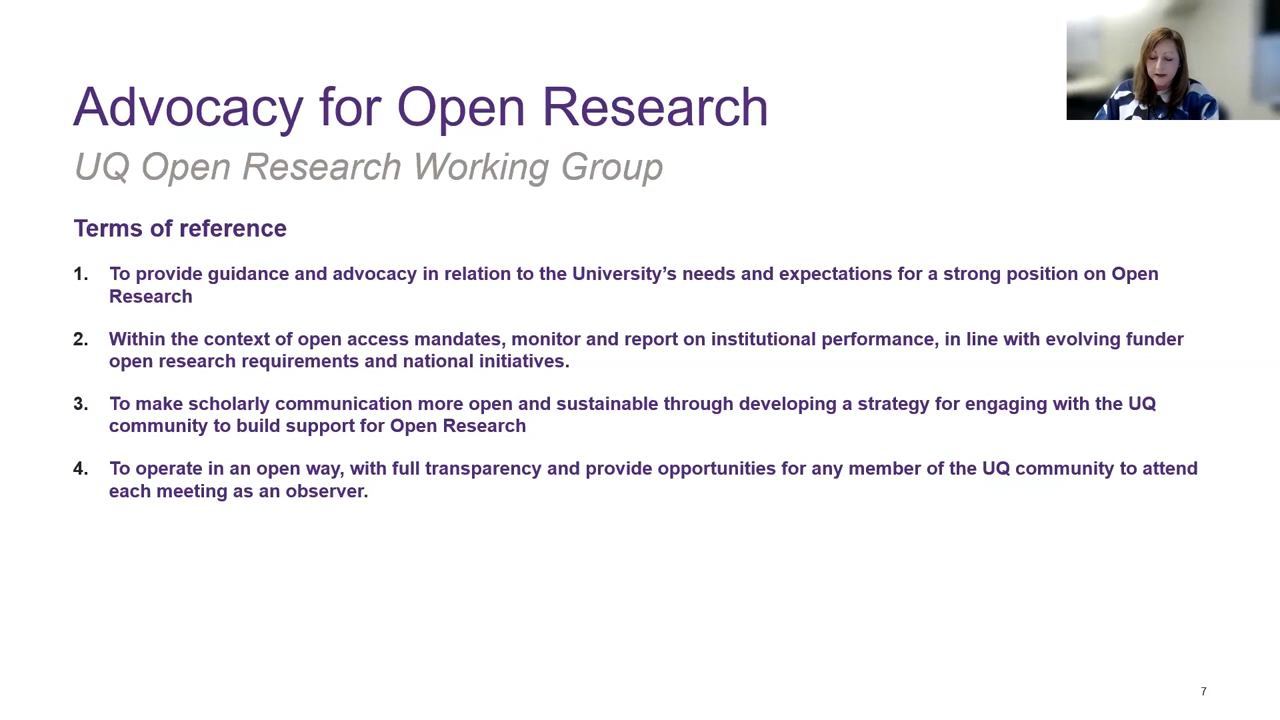 Advocacy for Open Research
UQ Open Research Working Group
Terms of reference
1. To provide guidance and advocacy in relation to the University’s needs and expectations for a strong position on Open
Research
2. Within the context of open access mandates, monitor and report on institutional performance, in line with evolving funder
open research requirements and national initiatives.
3. To make scholarly communication more open and sustainable through developing a strategy for engaging with the UQ
community to build support for Open Research
4. To operate in an open way, with full transparency and provide opportunities for any member of the UQ community to attend
each meeting as an observer.
7